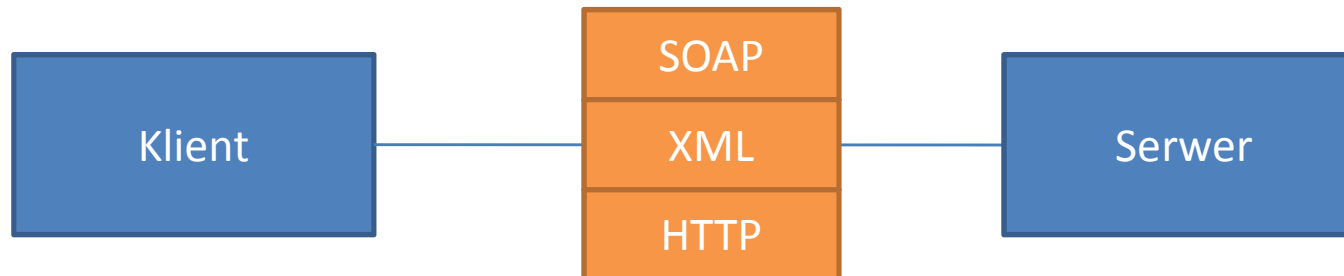 Klient
SOAP
XML
HTTP
Serwer